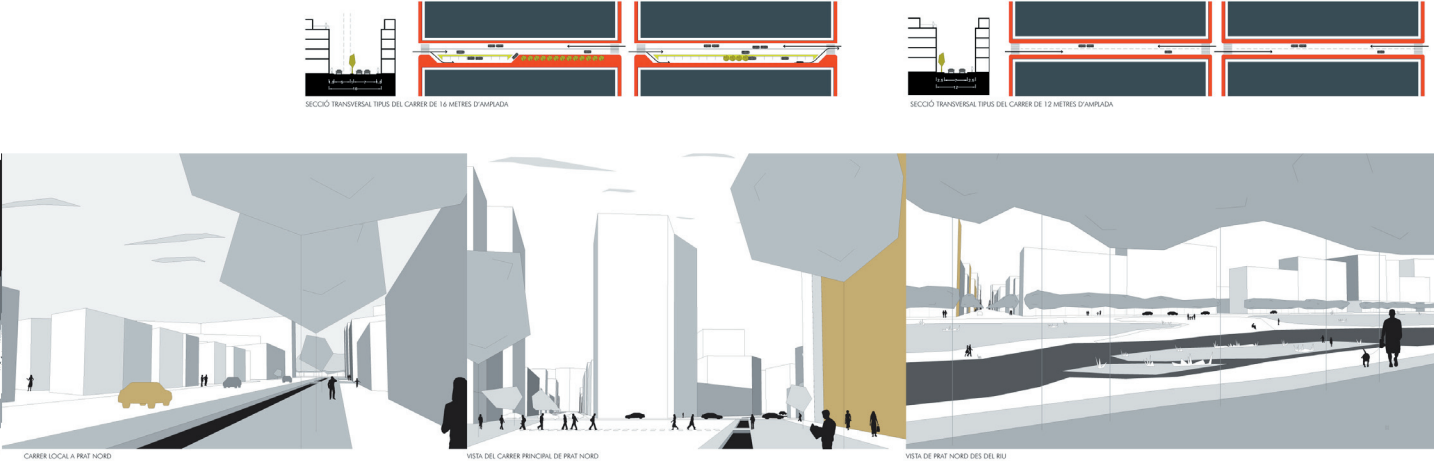 SECCIÓ TRANSVERSAL TIPUS DEL CARRER DE 16 METRES D'AMPLADA
SECCIÓ TRANSVERSAL TIPUS DEL CARRER DE 12 METRES D'AMPLADA
CARRER LOCAL A PRAT NORD
VISTA DEL CARRER PRINCIPAL DE PRAT NORD
VISTA DE PRAT NORD DES DEL RIU